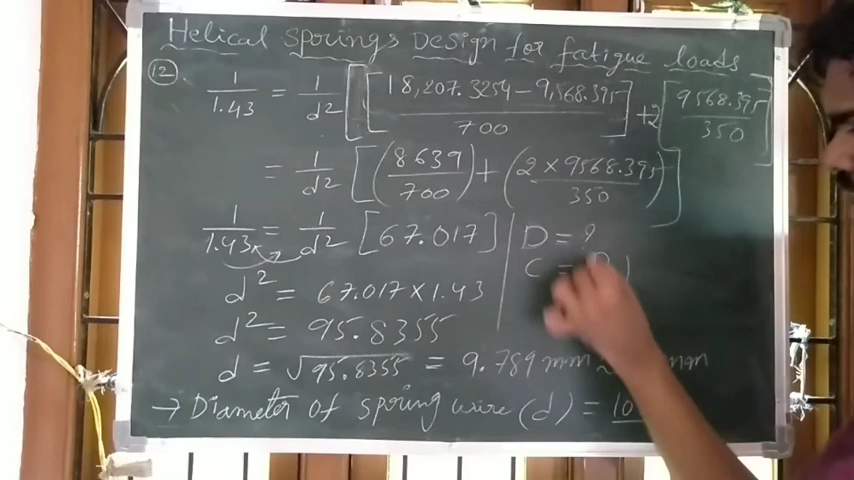 Helical springs Design for fatigue loads
12. 1/1.43 = 1/d² [[18,207.3254 - 9,568.395/700] + 2[9568.395/350]]
= 1/d² [(8639/700) + (2 × 9568.395/350)]
1/1.43 = 1/d² [67.017]
D = ?
C =
d² = 67.017 × 1.43
d² = 95.8355
d = √95.8355 = 9.789 mm ≈
→ Diameter of spring wire (d) = 10